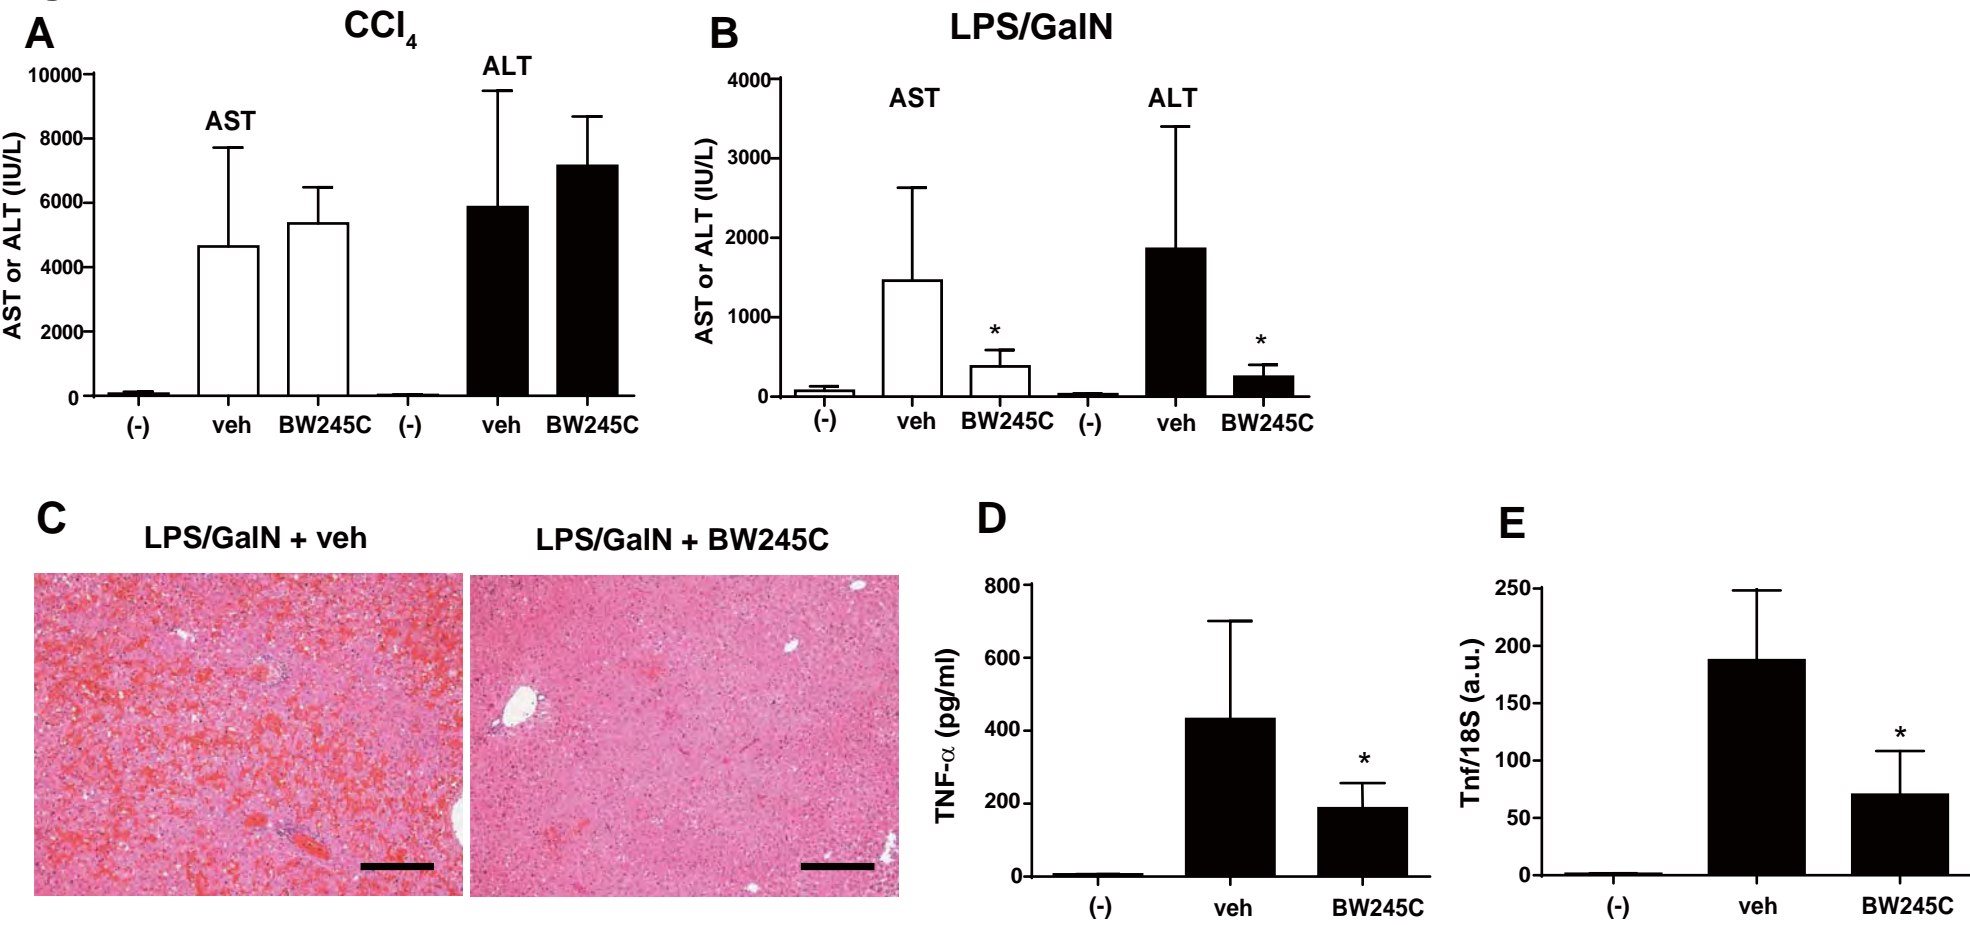 A
CCl4
10000
8000
6000
4000
2000
0
AST or ALT (IU/L)
AST
ALT
(-) veh BW245C (-) veh BW245C
B
LPS/GalN
4000
3000
2000
1000
0
AST or ALT (IU/L)
AST
ALT
*
*
(-) veh BW245C (-) veh BW245C
C
LPS/GalN + veh
LPS/GalN + BW245C
D
800
600
400
200
0
TNF-α (pg/ml)
*
(-) veh BW245C
E
250
200
150
100
50
0
Tnf/18S (a.u.)
*
(-) veh BW245C